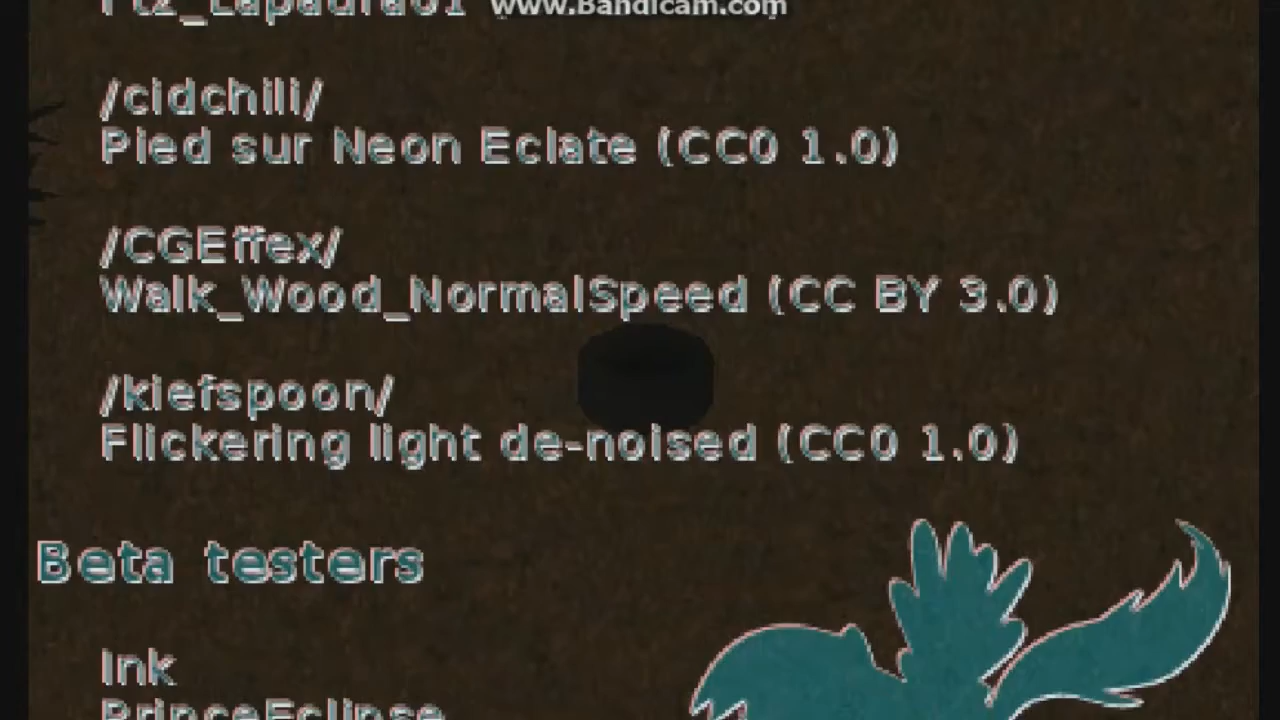 www.Bandicam.com
/cidchili/
Pied sur Neon Eclate (CC0 1.0)
/CGEffex/
Walk_Wood_NormalSpeed (CC BY 3.0)
/kiefspoon/
Flickering light de-noised (CC0 1.0)
Beta testers
Ink
PrinceEclipse